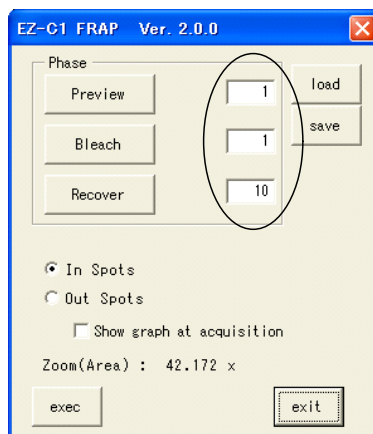 EZ-C1 FRAP Ver. 2.0.0
Phase
Preview 1 load
Bleach 1 save
Recover 10
In Spots
Out Spots
Show graph at acquisition
Zoom(Area) : 42.172 x
exec exit